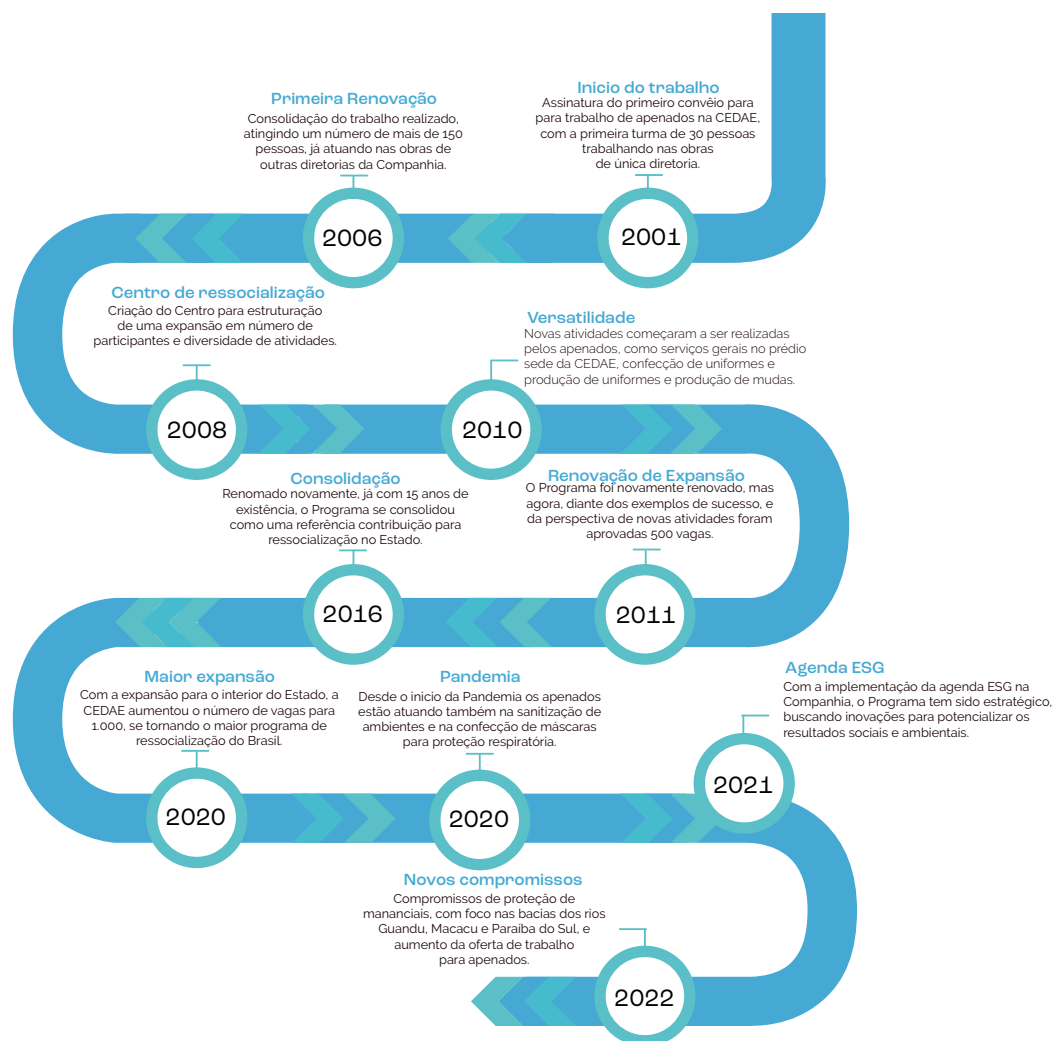 Inicio do trabalho
Assinatura do primeiro convêio para
para trabalho de apenados na CEDAE,
com a primeira turma de 30 pessoas
trabalhando nas obras
de única diretoria.
2001
Primeira Renovação
Consolidação do trabalho realizado,
atingindo um número de mais de 150
pessoas, já atuando nas obras de
outras diretorias da Companhia.
2006
Centro de ressocialização
Criação do Centro para estruturação
de uma expansão em número de
participantes e diversidade de atividades.
2008
Versatilidade
Novas atividades começaram a ser realizadas
pelos apenados, como serviços gerais no prédio
sede da CEDAE, confecção de uniformes e
produção de uniformes e produção de mudas.
2010
Renovação de Expansão
O Programa foi novamente renovado, mas
agora, diante dos exemplos de sucesso, e
da perspectiva de novas atividades foram
aprovadas 500 vagas.
2011
Consolidação
Renomado novamente, já com 15 anos de
existência, o Programa se consolidou
como uma referência contribuição para
ressocialização no Estado.
2016
Maior expansão
Com a expansão para o interior do Estado, a
CEDAE aumentou o número de vagas para
1.000, se tornando o maior programa de
ressocialização do Brasil.
2020
Pandemia
Desde o inicio da Pandemia os apenados
estão atuando também na sanitização de
ambientes e na confecção de máscaras
para proteção respiratória.
2020
Agenda ESG
Com a implementação da agenda ESG na
Companhia, o Programa tem sido estratégico,
buscando inovações para potencializar os
resultados sociais e ambientais.
2021
Novos compromissos
Compromissos de proteção de
mananciais, com foco nas bacias dos rios
Guandu, Macacu e Paraiba do Sul, e
aumento da oferta de trabalho
para apenados.
2022